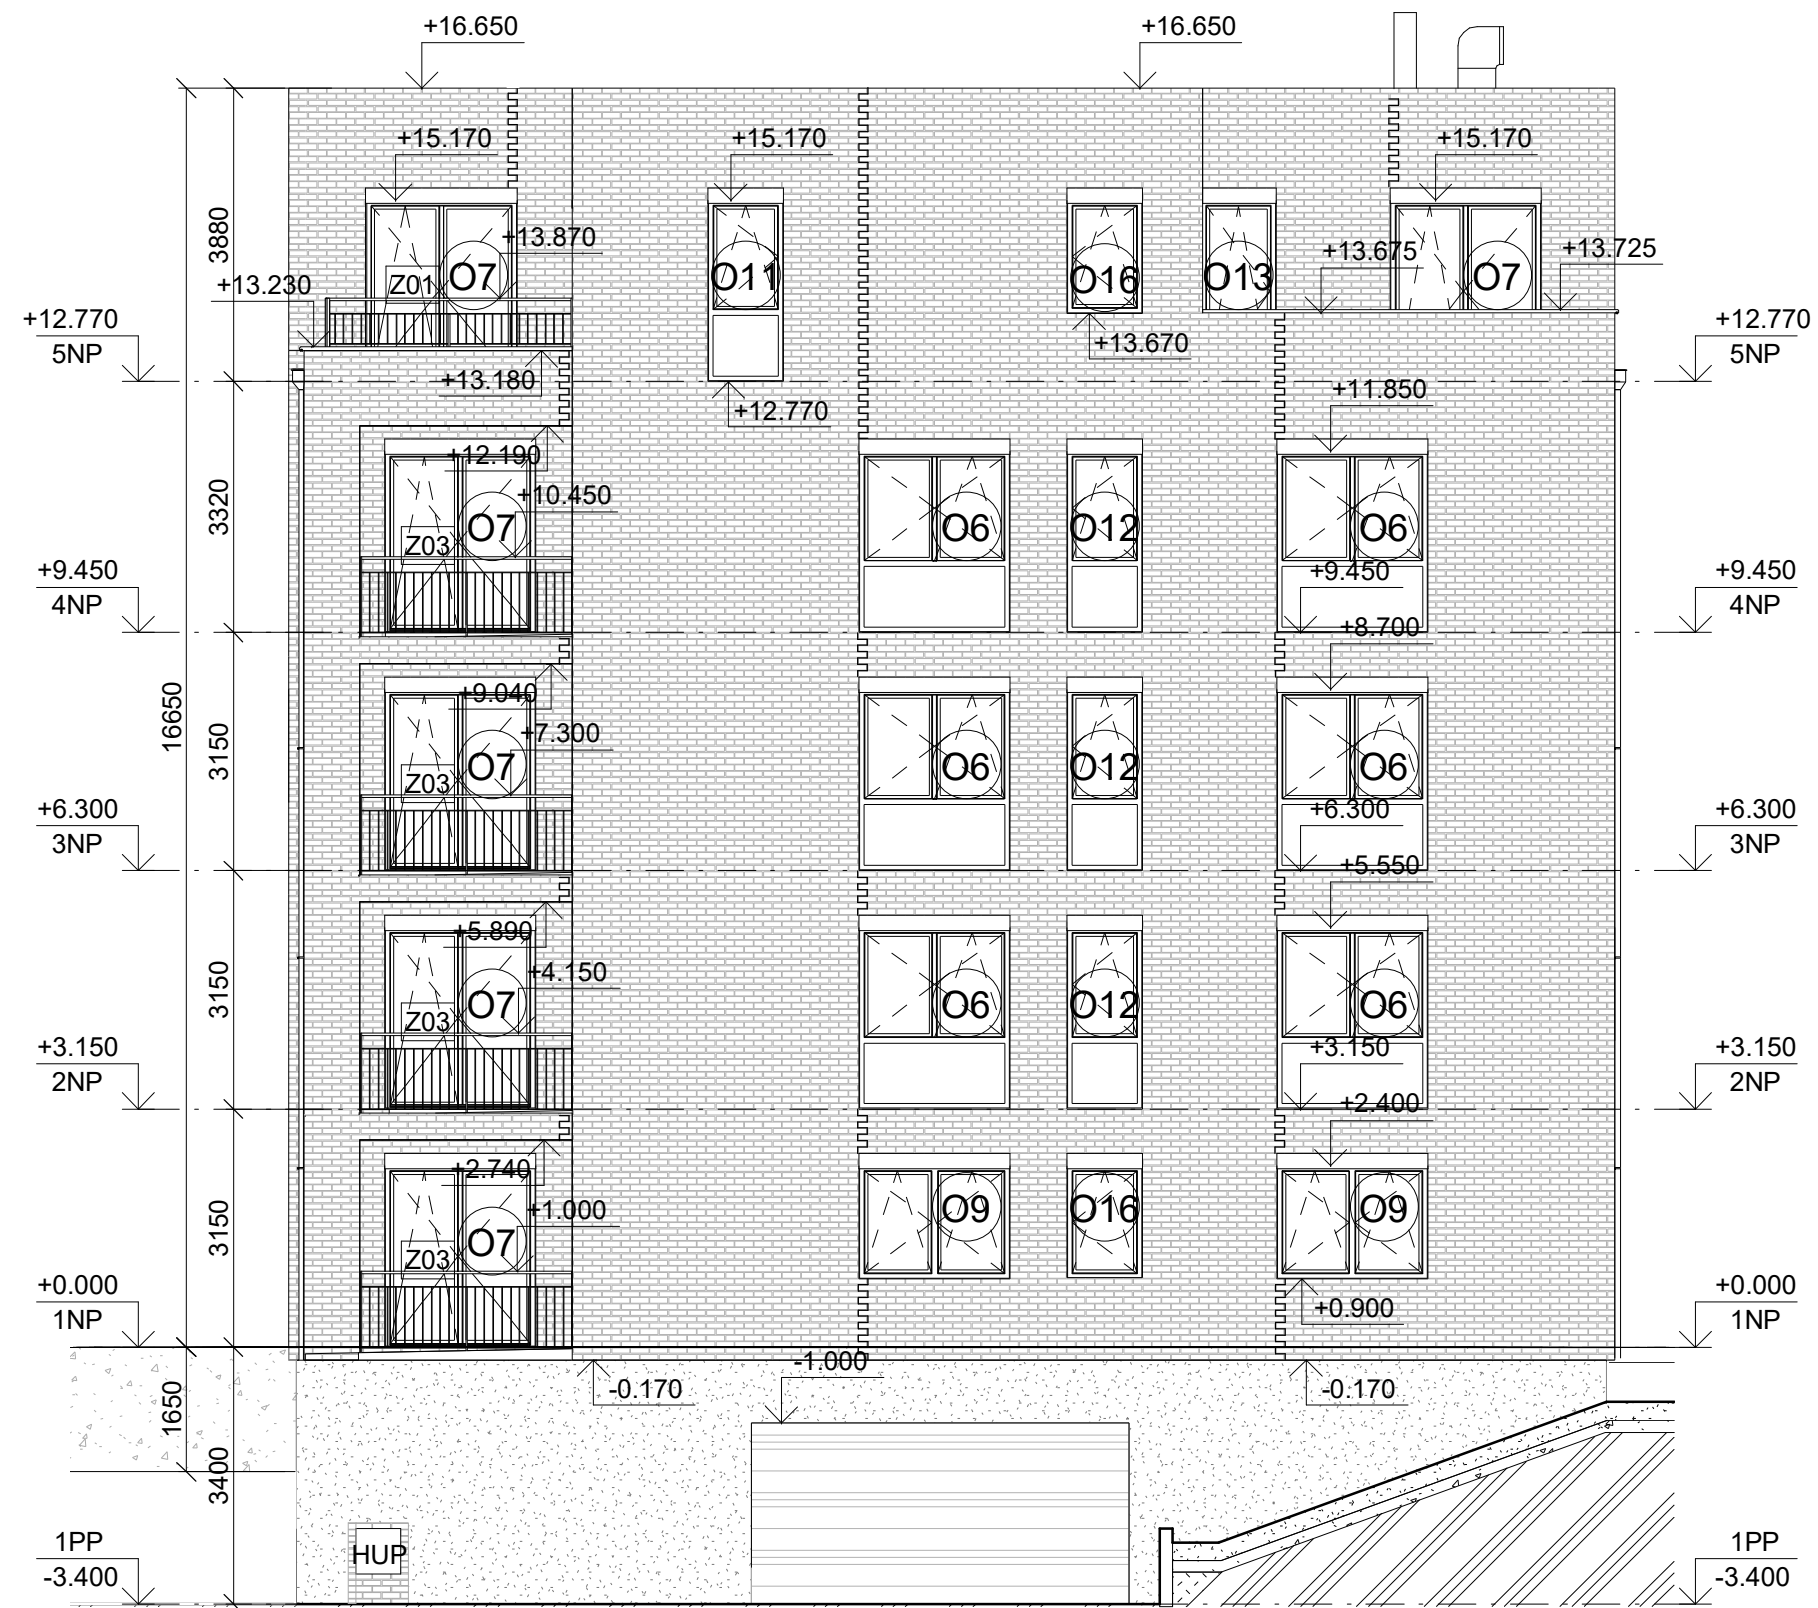 +16.650
+16.650
+15.170
+15.170
+15.170
3880
+13.870
+13.675
+13.725
+13.230
Z01
O7
O11
O16
O13
O7
+12.770
5NP
+13.670
+12.770
5NP
+13.180
+12.770
+11.850
+12.190
3320
+10.450
Z03
O7
O6
O12
O6
+9.450
4NP
+9.450
+9.450
4NP
+8.700
16650
+9.040
3150
+7.300
Z03
O7
O6
O12
O6
+6.300
3NP
+6.300
+6.300
3NP
+5.550
+5.890
3150
+4.150
Z03
O7
O6
O12
O6
+3.150
2NP
+3.150
+3.150
2NP
+2.400
+2.740
3150
+1.000
Z03
O7
O9
O16
O9
+0.000
1NP
+0.900
+0.000
1NP
-1.000
-0.170
-0.170
1650
3400
HUP
1PP
-3.400
1PP
-3.400